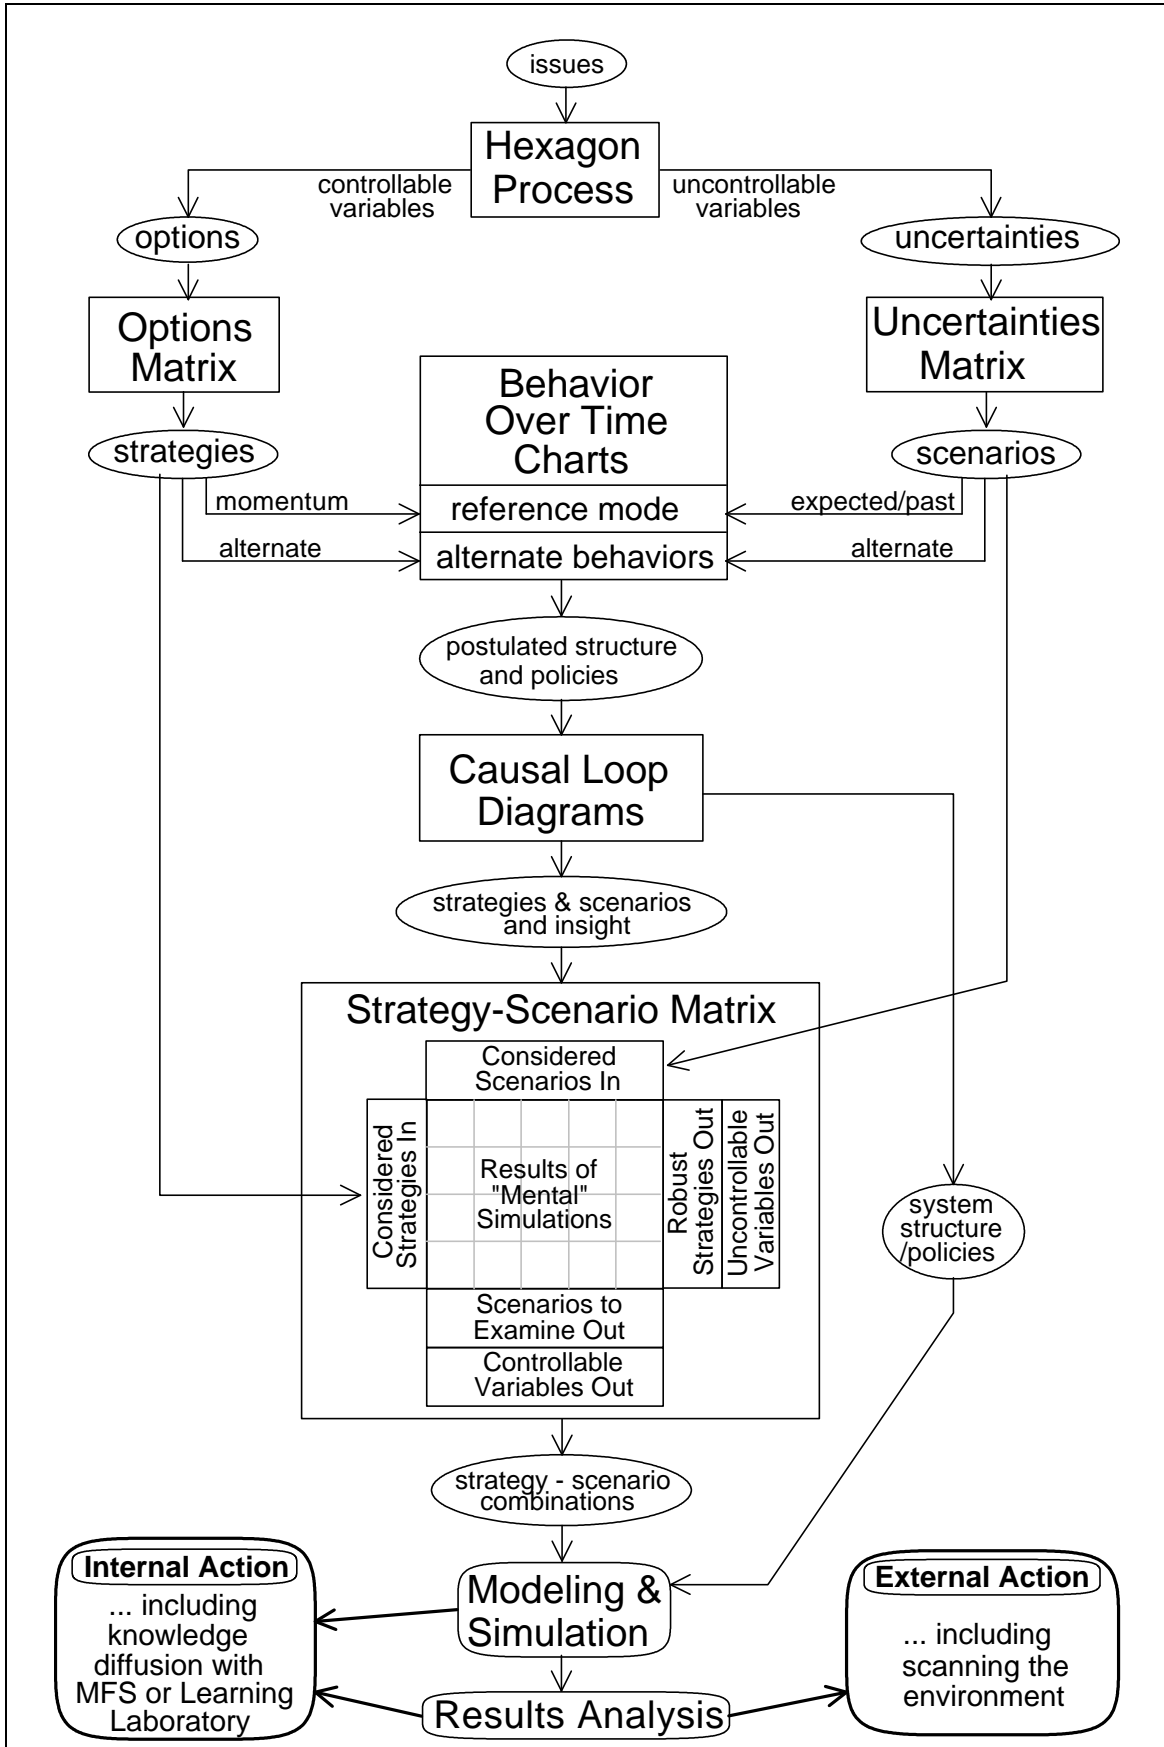 issues
Hexagon
Process
controllable
variables
uncontrollable
variables
options
uncertainties
Options
Matrix
Uncertainties
Matrix
Behavior
Over Time
Charts
strategies
scenarios
momentum
reference mode
expected/past
alternate
alternate behaviors
alternate
postulated structure
and policies
Causal Loop
Diagrams
strategies & scenarios
and insight
Strategy-Scenario Matrix
Considered
Scenarios In
Considered
Strategies In
Results of
"Mental"
Simulations
Robust
Strategies Out
Uncontrollable
Variables Out
system
structure
/policies
Scenarios to
Examine Out
Controllable
Variables Out
strategy - scenario
combinations
Internal Action
... including
knowledge
diffusion with
MFS or Learning
Laboratory
Modeling &
Simulation
External Action
... including
scanning the
environment
Results Analysis